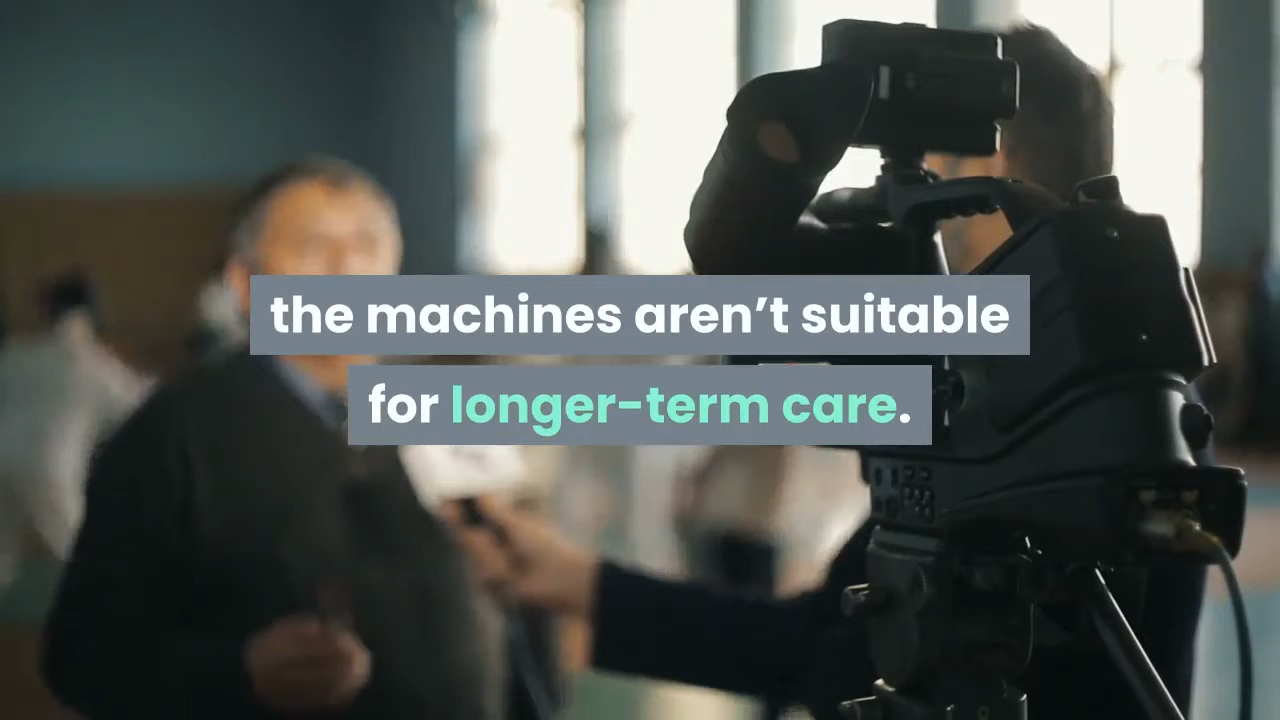 the machines aren’t suitable
for longer-term care.